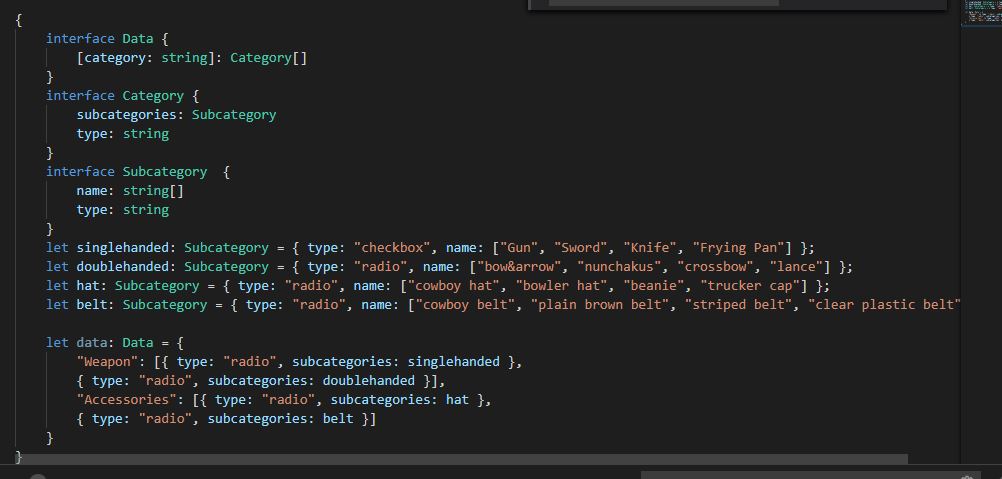 {
    interface Data {
        [category: string]: Category[]
    }
    interface Category {
        subcategories: Subcategory
        type: string
    }
    interface Subcategory  {
        name: string[]
        type: string
    }
    let singlehanded: Subcategory = { type: "checkbox", name: ["Gun", "Sword", "Knife", "Frying Pan"] };
    let doublehanded: Subcategory = { type: "radio", name: ["bow&arrow", "nunchakus", "crossbow", "lance"] };
    let hat: Subcategory = { type: "radio", name: ["cowboy hat", "bowler hat", "beanie", "trucker cap"] };
    let belt: Subcategory = { type: "radio", name: ["cowboy belt", "plain brown belt", "striped belt", "clear plastic belt"
    let data: Data = {
        "Weapon": [{ type: "radio", subcategories: singlehanded },
        { type: "radio", subcategories: doublehanded }],
        "Accessories": [{ type: "radio", subcategories: hat },
        { type: "radio", subcategories: belt }]
    }
}